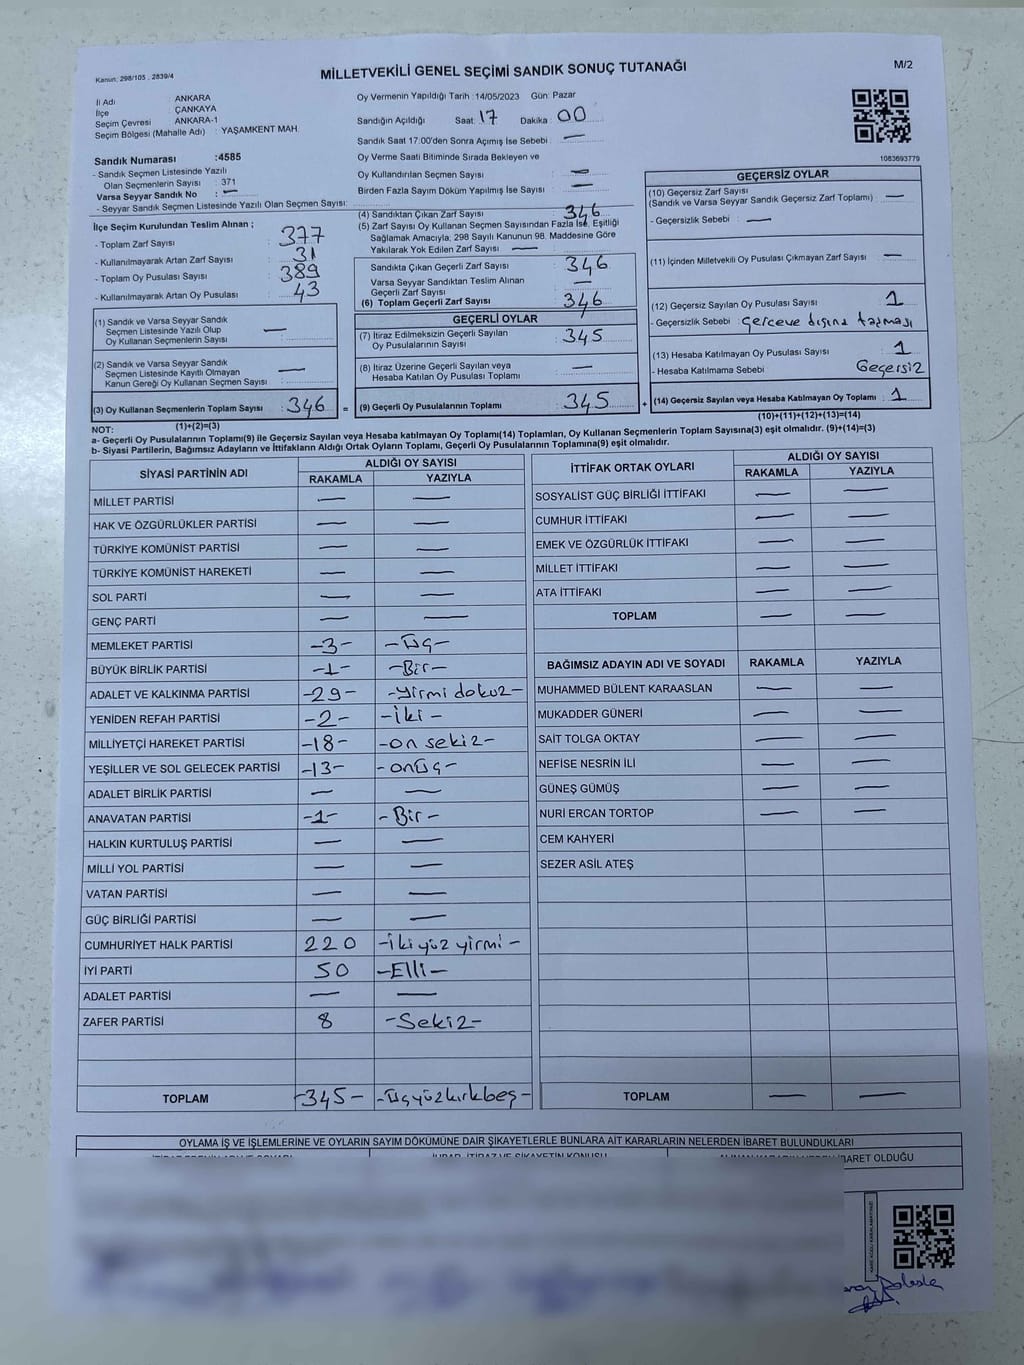 Kanun: 298/105 , 2839/4
MİLLETVEKİLİ GENEL SEÇİMİ SANDIK SONUÇ TUTANAĞI
M/2
İl Adı : ANKARA
İlçe : ÇANKAYA
Seçim Çevresi : ANKARA-1
Seçim Bölgesi (Mahalle Adı) : YAŞAMKENT MAH.
Sandık Numarası :4585
- Sandık Seçmen Listesinde Yazılı
Olan Seçmenlerin Sayısı : 371
Varsa Seyyar Sandık No : —
- Seyyar Sandık Seçmen Listesinde Yazılı Olan Seçmen Sayısı:
Oy Vermenin Yapıldığı Tarih : 14/05/2023 Gün: Pazar
Sandığın Açıldığı Saat: 17 Dakika : 00
Sandık Saat 17:00'den Sonra Açımış İse Sebebi : —
Oy Verme Saati Bitiminde Sırada Bekleyen ve
Oy Kullandırılan Seçmen Sayısı : —
Birden Fazla Sayım Döküm Yapılmış İse Sayısı : —
1083693779
İlçe Seçim Kurulundan Teslim Alınan ;
- Toplam Zarf Sayısı : 377
- Kullanılmayarak Artan Zarf Sayısı : 31
- Toplam Oy Pusulası Sayısı : 389
- Kullanılmayarak Artan Oy Pusulası : 43
(1) Sandık ve Varsa Seyyar Sandık
Seçmen Listesinde Yazılı Olup
Oy Kullanan Seçmenlerin Sayısı : —
(2) Sandık ve Varsa Seyyar Sandık
Seçmen Listesinde Kayıtlı Olmayan
Kanun Gereği Oy Kullanan Seçmen Sayısı : —
(3) Oy Kullanan Seçmenlerin Toplam Sayısı : 346 =
(1)+(2)=(3)
(4) Sandıktan Çıkan Zarf Sayısı : 346
(5) Zarf Sayısı Oy Kullanan Seçmen Sayısından Fazla İse, Eşitliği
Sağlamak Amacıyla, 298 Sayılı Kanunun 98. Maddesine Göre
Yakılarak Yok Edilen Zarf Sayısı : —
Sandıkta Çıkan Geçerli Zarf Sayısı : 346
Varsa Seyyar Sandıktan Teslim Alınan
Geçerli Zarf Sayısı : —
(6) Toplam Geçerli Zarf Sayısı : 346
GEÇERLİ OYLAR
(7) İtiraz Edilmeksizin Geçerli Sayılan
Oy Pusulalarının Sayısı : 345
(8) İtiraz Üzerine Geçerli Sayılan veya
Hesaba Katılan Oy Pusulası Toplamı : —
(9) Geçerli Oy Pusulalarının Toplamı : 345 +
GEÇERSİZ OYLAR
(10) Geçersiz Zarf Sayısı
(Sandık ve Varsa Seyyar Sandık Geçersiz Zarf Toplamı) : —
- Geçersizlik Sebebi : —
(11) İçinden Milletvekili Oy Pusulası Çıkmayan Zarf Sayısı : —
(12) Geçersiz Sayılan Oy Pusulası Sayısı : 1
- Geçersizlik Sebebi : Çerceve dışına taşması
(13) Hesaba Katılmayan Oy Pusulası Sayısı : 1
- Hesaba Katılmama Sebebi : Geçersiz
(14) Geçersiz Sayılan veya Hesaba Katılmayan Oy Toplamı : 1
(10)+(11)+(12)+(13)=(14)
NOT:
a- Geçerli Oy Pusulalarının Toplamı(9) ile Geçersiz Sayılan veya Hesaba Katılmayan Oy Toplamı(14) Toplamları, Oy Kullanan Seçmenlerin Toplam Sayısına(3) eşit olmalıdır. (9)+(14)=(3)
b- Siyasi Partilerin, Bağımsız Adayların ve İttifakların Aldığı Ortak Oyların Toplamı, Geçerli Oy Pusulalarının Toplamına(9) eşit olmalıdır.
SİYASİ PARTİNİN ADI
ALDIĞI OY SAYISI
RAKAMLA YAZIYLA
MİLLET PARTİSİ — —
HAK VE ÖZGÜRLÜKLER PARTİSİ — —
TÜRKİYE KOMÜNİST PARTİSİ — —
TÜRKİYE KOMÜNİST HAREKETİ — —
SOL PARTİ — —
GENÇ PARTİ — —
MEMLEKET PARTİSİ -3- -Üç-
BÜYÜK BİRLİK PARTİSİ -1- -Bir-
ADALET VE KALKINMA PARTİSİ -29- -yirmi dokuz-
YENİDEN REFAH PARTİSİ -2- -İki-
MİLLİYETÇİ HAREKET PARTİSİ -18- -on sekiz-
YEŞİLLER VE SOL GELECEK PARTİSİ -13- -onüç-
ADALET BİRLİK PARTİSİ — —
ANAVATAN PARTİSİ -1- -Bir-
HALKIN KURTULUŞ PARTİSİ — —
MİLLİ YOL PARTİSİ — —
VATAN PARTİSİ — —
GÜÇ BİRLİĞİ PARTİSİ — —
CUMHURİYET HALK PARTİSİ 220 -İkiyüz yirmi-
İYİ PARTİ 50 -Elli-
ADALET PARTİSİ — —
ZAFER PARTİSİ 8 -Sekiz-
TOPLAM -345- -Üçyüzkırkbeş-
İTTİFAK ORTAK OYLARI
ALDIĞI OY SAYISI
RAKAMLA YAZIYLA
SOSYALİST GÜÇ BİRLİĞİ İTTİFAKI — —
CUMHUR İTTİFAKI — —
EMEK VE ÖZGÜRLÜK İTTİFAKI — —
MİLLET İTTİFAKI — —
ATA İTTİFAKI — —
TOPLAM — —
BAĞIMSIZ ADAYIN ADI VE SOYADI RAKAMLA YAZIYLA
MUHAMMED BÜLENT KARAASLAN — —
MUKADDER GÜNERİ — —
SAİT TOLGA OKTAY — —
NEFİSE NESRİN İLİ — —
GÜNEŞ GÜMÜŞ — —
NURİ ERCAN TORTOP — —
CEM KAHYERİ
SEZER ASİL ATEŞ
TOPLAM — —
OYLAMA İŞ VE İŞLEMLERİNE VE OYLARIN SAYIM DÖKÜMÜNE DAİR ŞİKAYETLERLE BUNLARA AİT KARARLARIN NELERDEN İBARET BULUNDUKLARI
İHBAR, İTİRAZ VE ŞİKAYETİN KONUSU
İBARET OLDUĞU